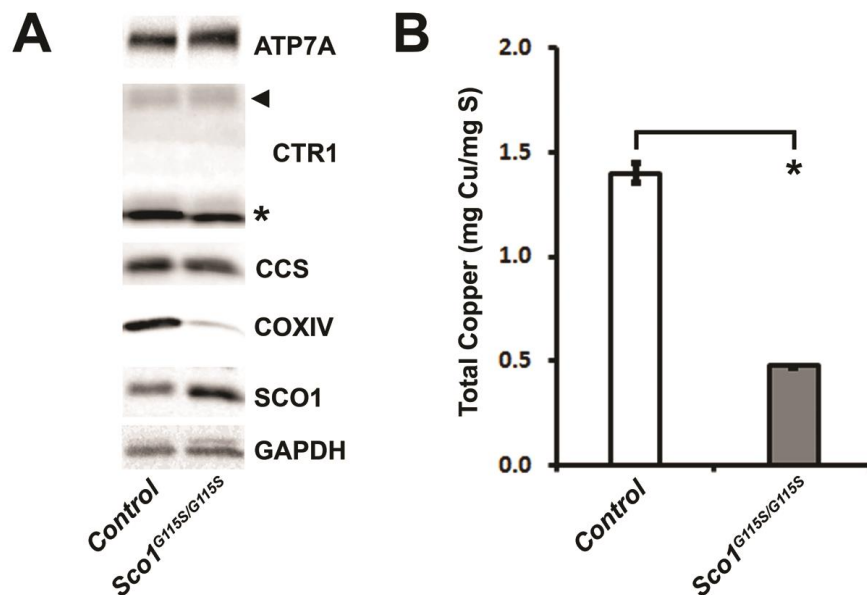 A
ATP7A
CTR1
*
CCS
COXIV
SCO1
GAPDH
Control
Sco1G115S/G115S
B
Total Copper (mg Cu/mg S)
2.0
1.5
1.0
0.5
0.0
*
Control
Sco1G115S/G115S